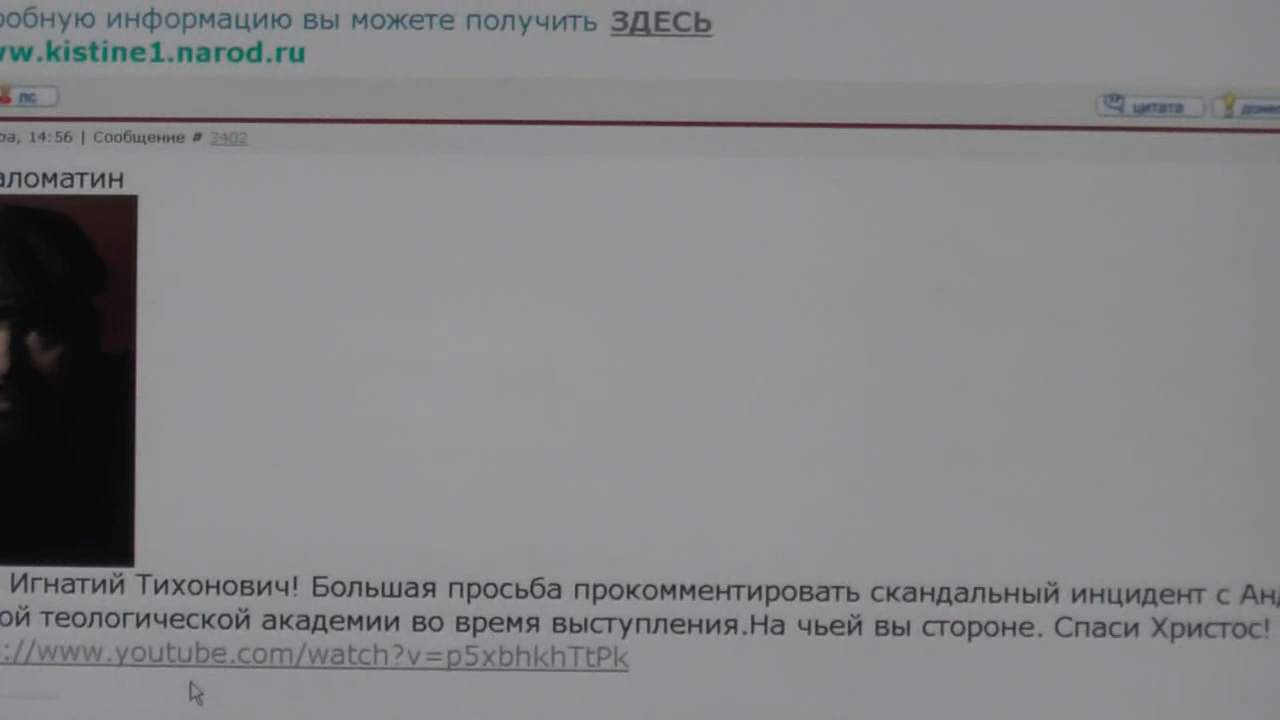 робную информацию вы можете получить ЗДЕСЬ
ww.kistine1.narod.ru
лс цитата
ра, 14:56 | Сообщение # 3402
аломатин
Игнатий Тихонович! Большая просьба прокомментировать скандальный инцидент с Анд
ой теологической академии во время выступления.На чьей вы стороне. Спаси Христос!
://www.youtube.com/watch?v=p5xbhkhTtPk